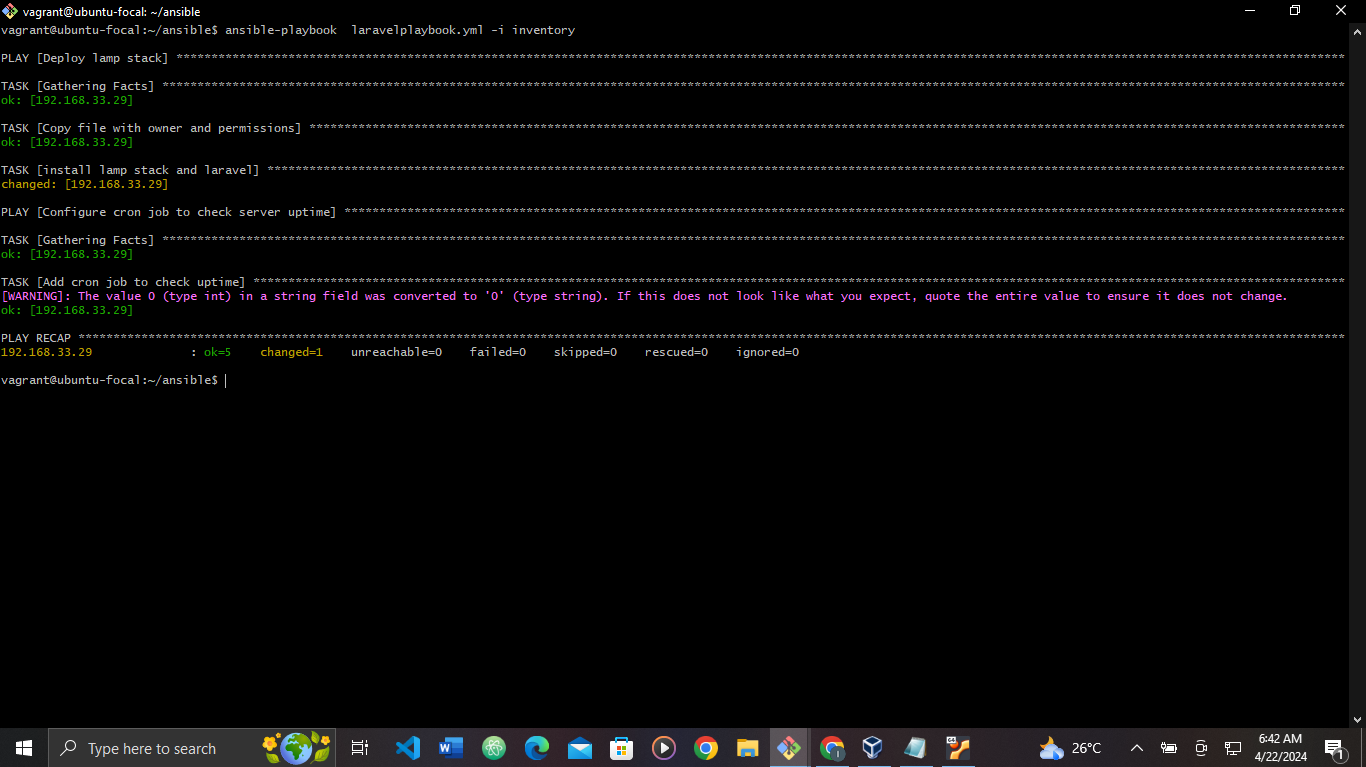 vagrant@ubuntu-focal: ~/ansible
vagrant@ubuntu-focal:~/ansible$ ansible-playbook  laravelplaybook.yml -i inventory
PLAY [Deploy lamp stack] ************************************************************************************************************************************************************************
TASK [Gathering Facts] **************************************************************************************************************************************************************************
ok: [192.168.33.29]
TASK [Copy file with owner and permissions] *****************************************************************************************************************************************************
ok: [192.168.33.29]
TASK [install lamp stack and laravel] ***********************************************************************************************************************************************************
changed: [192.168.33.29]
PLAY [Configure cron job to check server uptime] ************************************************************************************************************************************************
TASK [Gathering Facts] **************************************************************************************************************************************************************************
ok: [192.168.33.29]
TASK [Add cron job to check uptime] *************************************************************************************************************************************************************
[WARNING]: The value 0 (type int) in a string field was converted to '0' (type string). If this does not look like what you expect, quote the entire value to ensure it does not change.
ok: [192.168.33.29]
PLAY RECAP **************************************************************************************************************************************************************************************
192.168.33.29              : ok=5    changed=1    unreachable=0    failed=0    skipped=0    rescued=0    ignored=0
vagrant@ubuntu-focal:~/ansible$
Type here to search
26°C
6:42 AM
4/22/2024
1